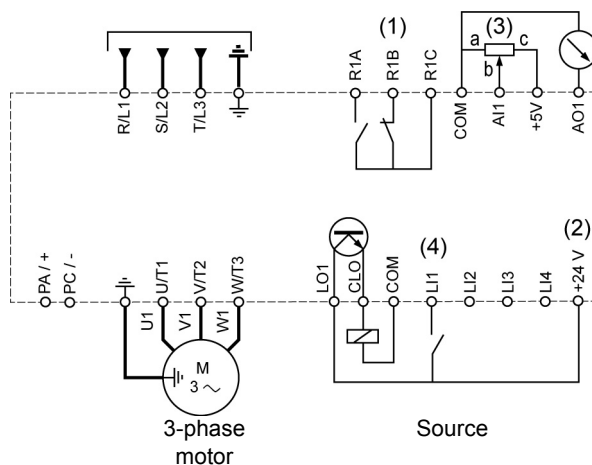 (1)
(3)
a
c
b
R/L1
S/L2
T/L3
R1A
R1B
R1C
COM
AI1
+5V
AO1
(4)
(2)
PA / +
PC / -
U/T1
V/T2
W/T3
LO1
CLO
COM
LI1
LI2
LI3
LI4
+24 V
U1
V1
W1
M
3 ~
3-phase
motor
Source